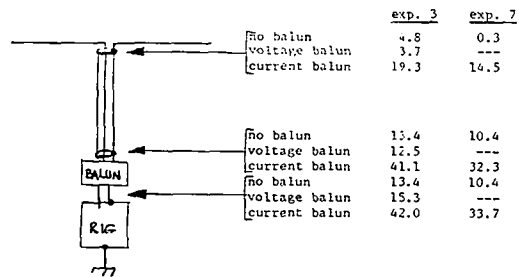 exp. 3 exp. 7
no balun 4.8 0.3
voltage balun 3.7 ---
current balun 19.3 14.5
no balun 13.4 10.4
voltage balun 12.5 ---
current balun 41.1 32.3
BALUN
no balun 13.4 10.4
voltage balun 15.3 ---
current balun 42.0 33.7
RIG